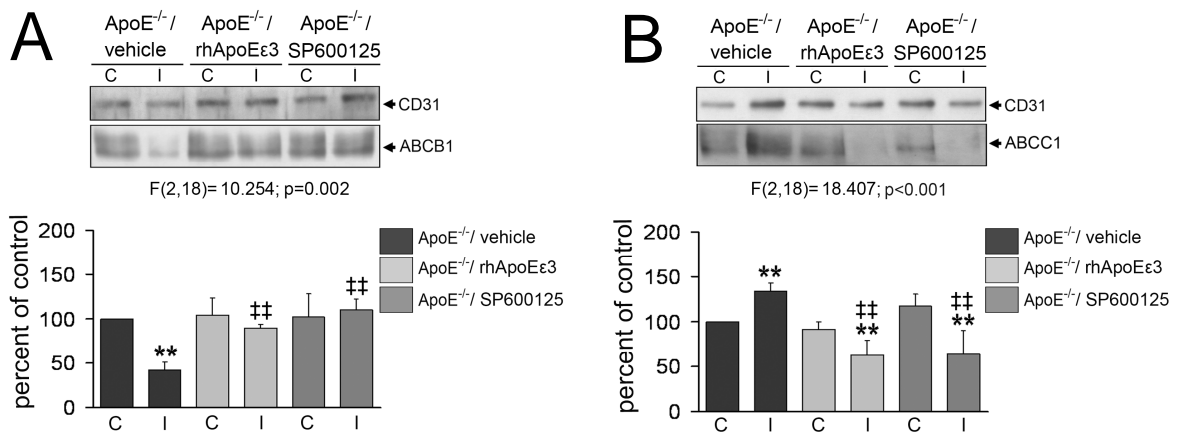 A
ApoE-/-/ vehicle
ApoE-/-/ rhApoEε3
ApoE-/-/ SP600125
C I C I C I
CD31
ABCB1
F(2,18)= 10.254; p=0.002
percent of control
200
150
100
50
0
**
‡‡
‡‡
C I C I C I
ApoE-/-/ vehicle
ApoE-/-/ rhApoEε3
ApoE-/-/ SP600125
B
ApoE-/-/ vehicle
ApoE-/-/ rhApoEε3
ApoE-/-/ SP600125
C I C I C I
CD31
ABCC1
F(2,18)= 18.407; p<0.001
percent of control
200
150
100
50
0
**
‡‡
**
‡‡
**
C I C I C I
ApoE-/-/ vehicle
ApoE-/-/ rhApoEε3
ApoE-/-/ SP600125